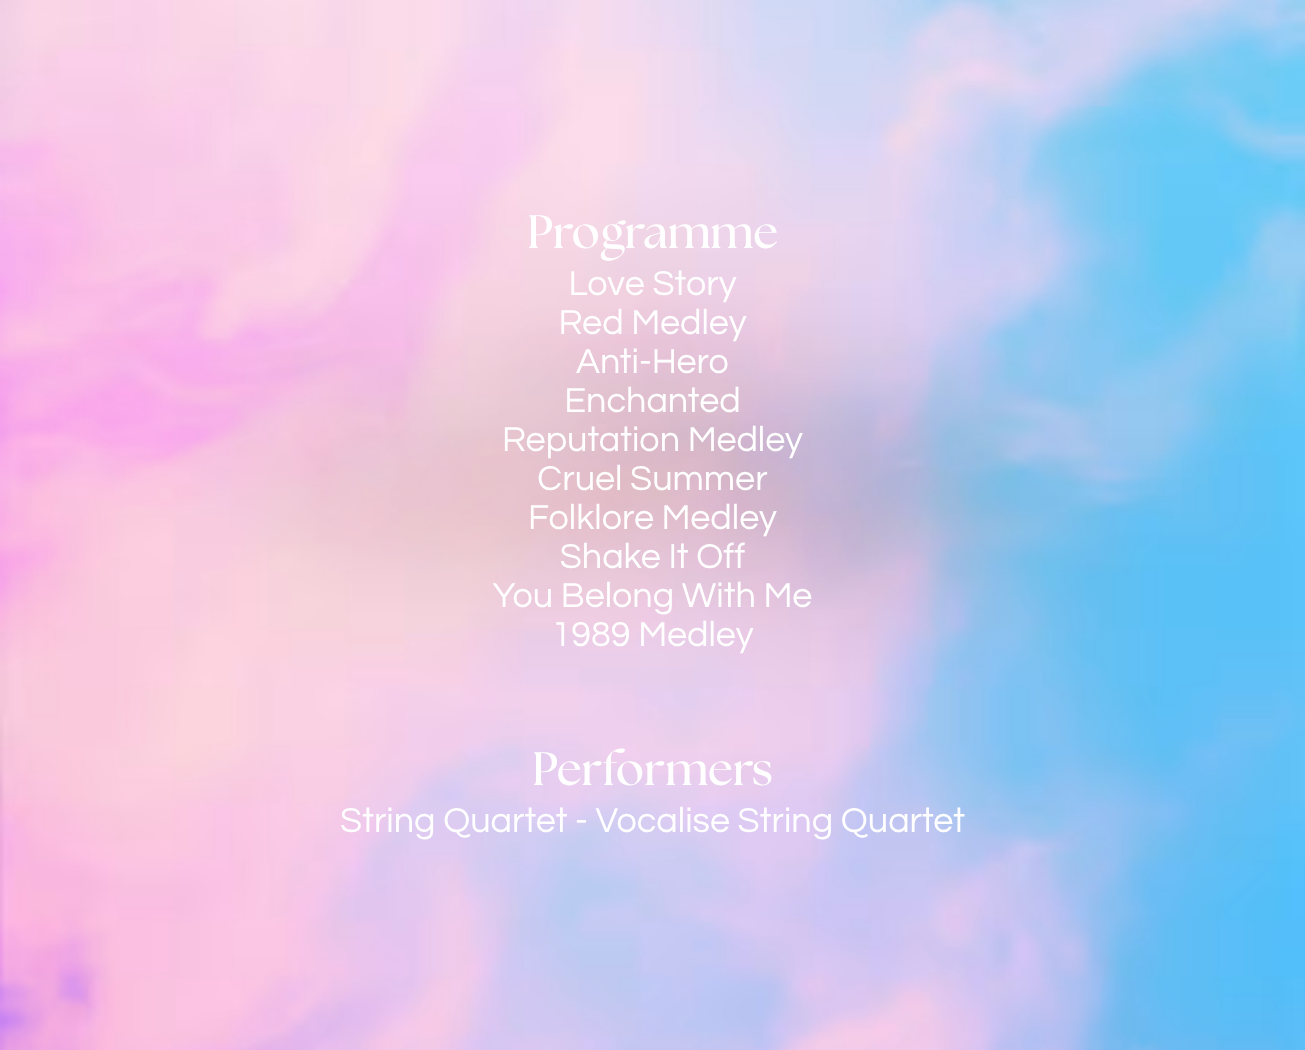 Programme
Love Story
Red Medley
Anti-Hero
Enchanted
Reputation Medley
Cruel Summer
Folklore Medley
Shake It Off
You Belong With Me
1989 Medley
Performers
String Quartet - Vocalise String Quartet